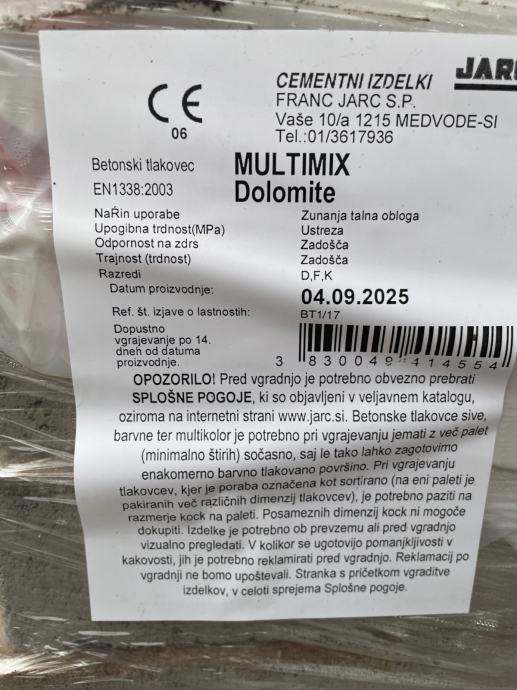 JARC
CEMENTNI IZDELKI
FRANC JARC S.P.
Vaše 10/a 1215 MEDVODE-SI
Tel.:01/3617936
CE
06
Betonski tlakovec
MULTIMIX
EN1338:2003
Dolomite
NaŔin uporabe Zunanja talna obloga
Upogibna trdnost(MPa) Ustreza
Odpornost na zdrs Zadošča
Trajnost (trdnost) Zadošča
Razredi D,F,K
Datum proizvodnje: 04.09.2025
Ref. št. izjave o lastnostih: BT1/17
Dopustno
vgrajevanje po 14.
dneh od datuma
proizvodnje.
3 830049 414554
OPOZORILO! Pred vgradnjo je potrebno obvezno prebrati
SPLOŠNE POGOJE, ki so objavljeni v veljavnem katalogu,
oziroma na internetni strani www.jarc.si. Betonske tlakovce sive,
barvne ter multikolor je potrebno pri vgrajevanju jemati z več palet
(minimalno štirih) sočasno, saj le tako lahko zagotovimo
enakomerno barvno tlakovano površino. Pri vgrajevanju
tlakovcev, kjer je poraba označena kot sortirano (na eni paleti je
pakiranih več različnih dimenzij tlakovcev), je potrebno paziti na
razmerje kock na paleti. Posameznih dimenzij kock ni mogoče
dokupiti. Izdelke je potrebno ob prevzemu ali pred vgradnjo
vizualno pregledati. V kolikor se ugotovijo pomanjkljivosti v
kakovosti, jih je potrebno reklamirati pred vgradnjo. Reklamacij po
vgradnji ne bomo upoštevali. Stranka s pričetkom vgraditve
izdelkov, v celoti sprejema Splošne pogoje.